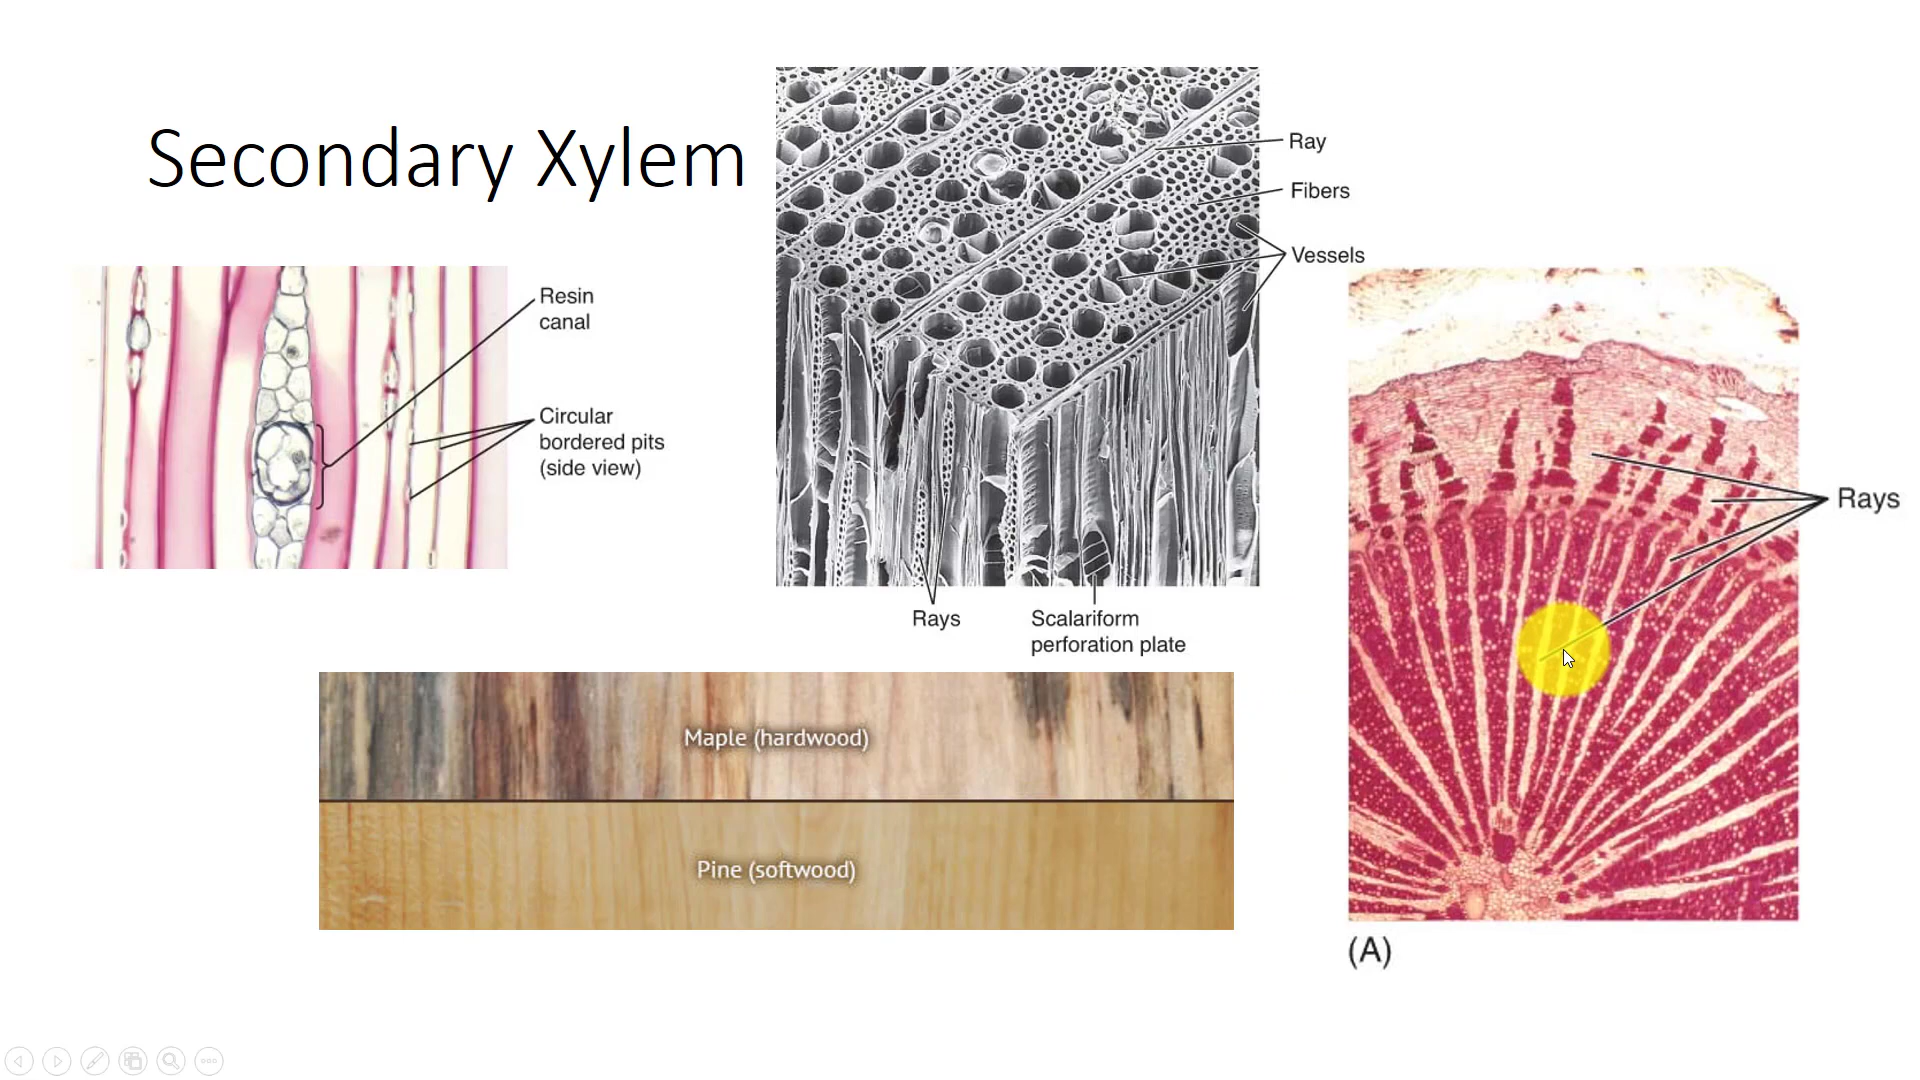 Secondary Xylem
Ray
Fibers
Vessels
Resin
canal
Circular
bordered pits
(side view)
Rays
Rays
Scalariform
perforation plate
Maple (hardwood)
Pine (softwood)
(A)